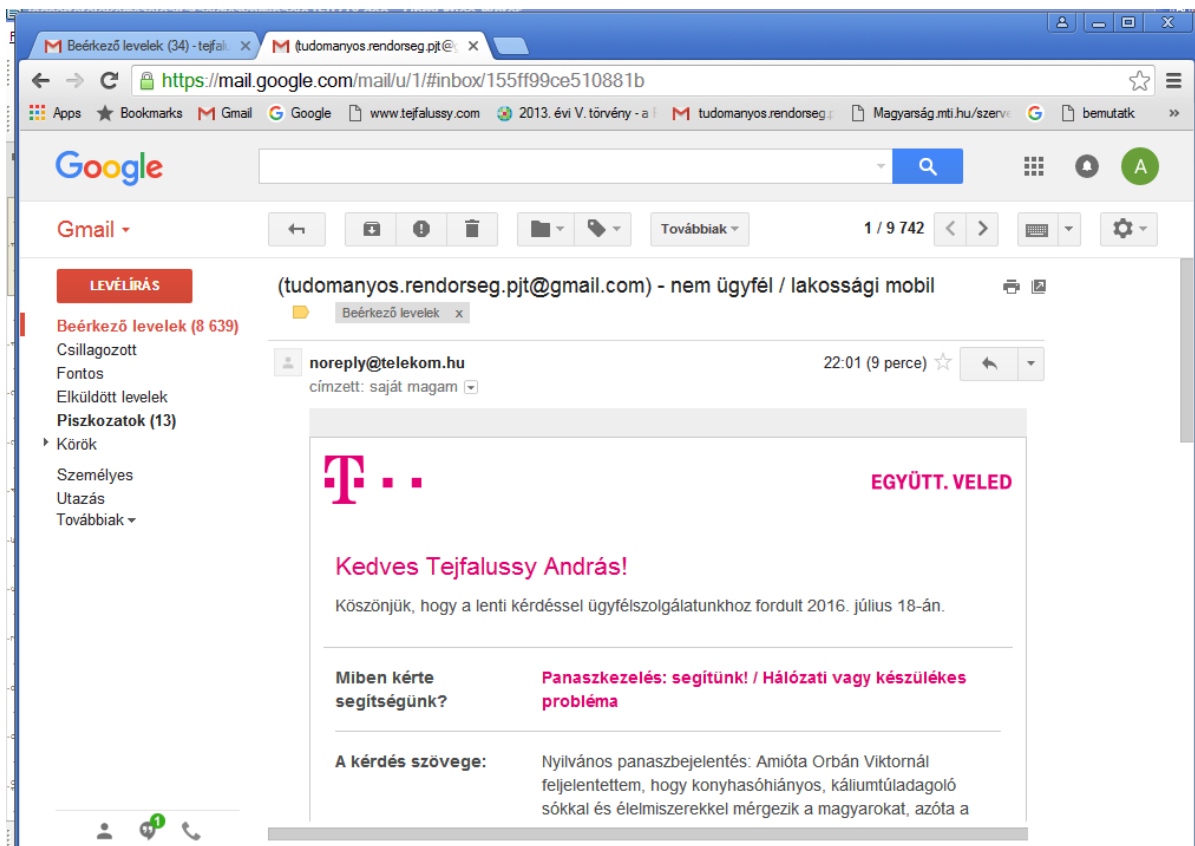 Beérkező levelek (34) - tejfalu
(tudomanyos.rendorseg.pjt@g
https://mail.google.com/mail/u/1/#inbox/155ff99ce510881b
Apps Bookmarks Gmail Google www.tejfalussy.com 2013. évi V. törvény - a tudomanyos.rendorseg.p Magyarság.mti.hu/szerve bemutatk »
Google
A
Gmail
Továbbiak
1 / 9 742
LEVÉLÍRÁS
(tudomanyos.rendorseg.pjt@gmail.com) - nem ügyfél / lakossági mobil
Beérkező levelek x
Beérkező levelek (8 639)
Csillagozott
Fontos
Elküldött levelek
Piszkozatok (13)
Körök
Személyes
Utazás
Továbbiak
1
noreply@telekom.hu
22:01 (9 perce)
címzett: saját magam
T
EGYÜTT. VELED
Kedves Tejfalussy András!
Köszönjük, hogy a lenti kérdéssel ügyfélszolgálatunkhoz fordult 2016. július 18-án.
Miben kérte
segítségünk?
Panaszkezelés: segítünk! / Hálózati vagy készülékes
probléma
A kérdés szövege:
Nyilvános panaszbejelentés: Amióta Orbán Viktornál
feljelentettem, hogy konyhasóhiányos, káliumtúladagoló
sókkal és élelmiszerekkel mérgezik a magyarokat, azóta a